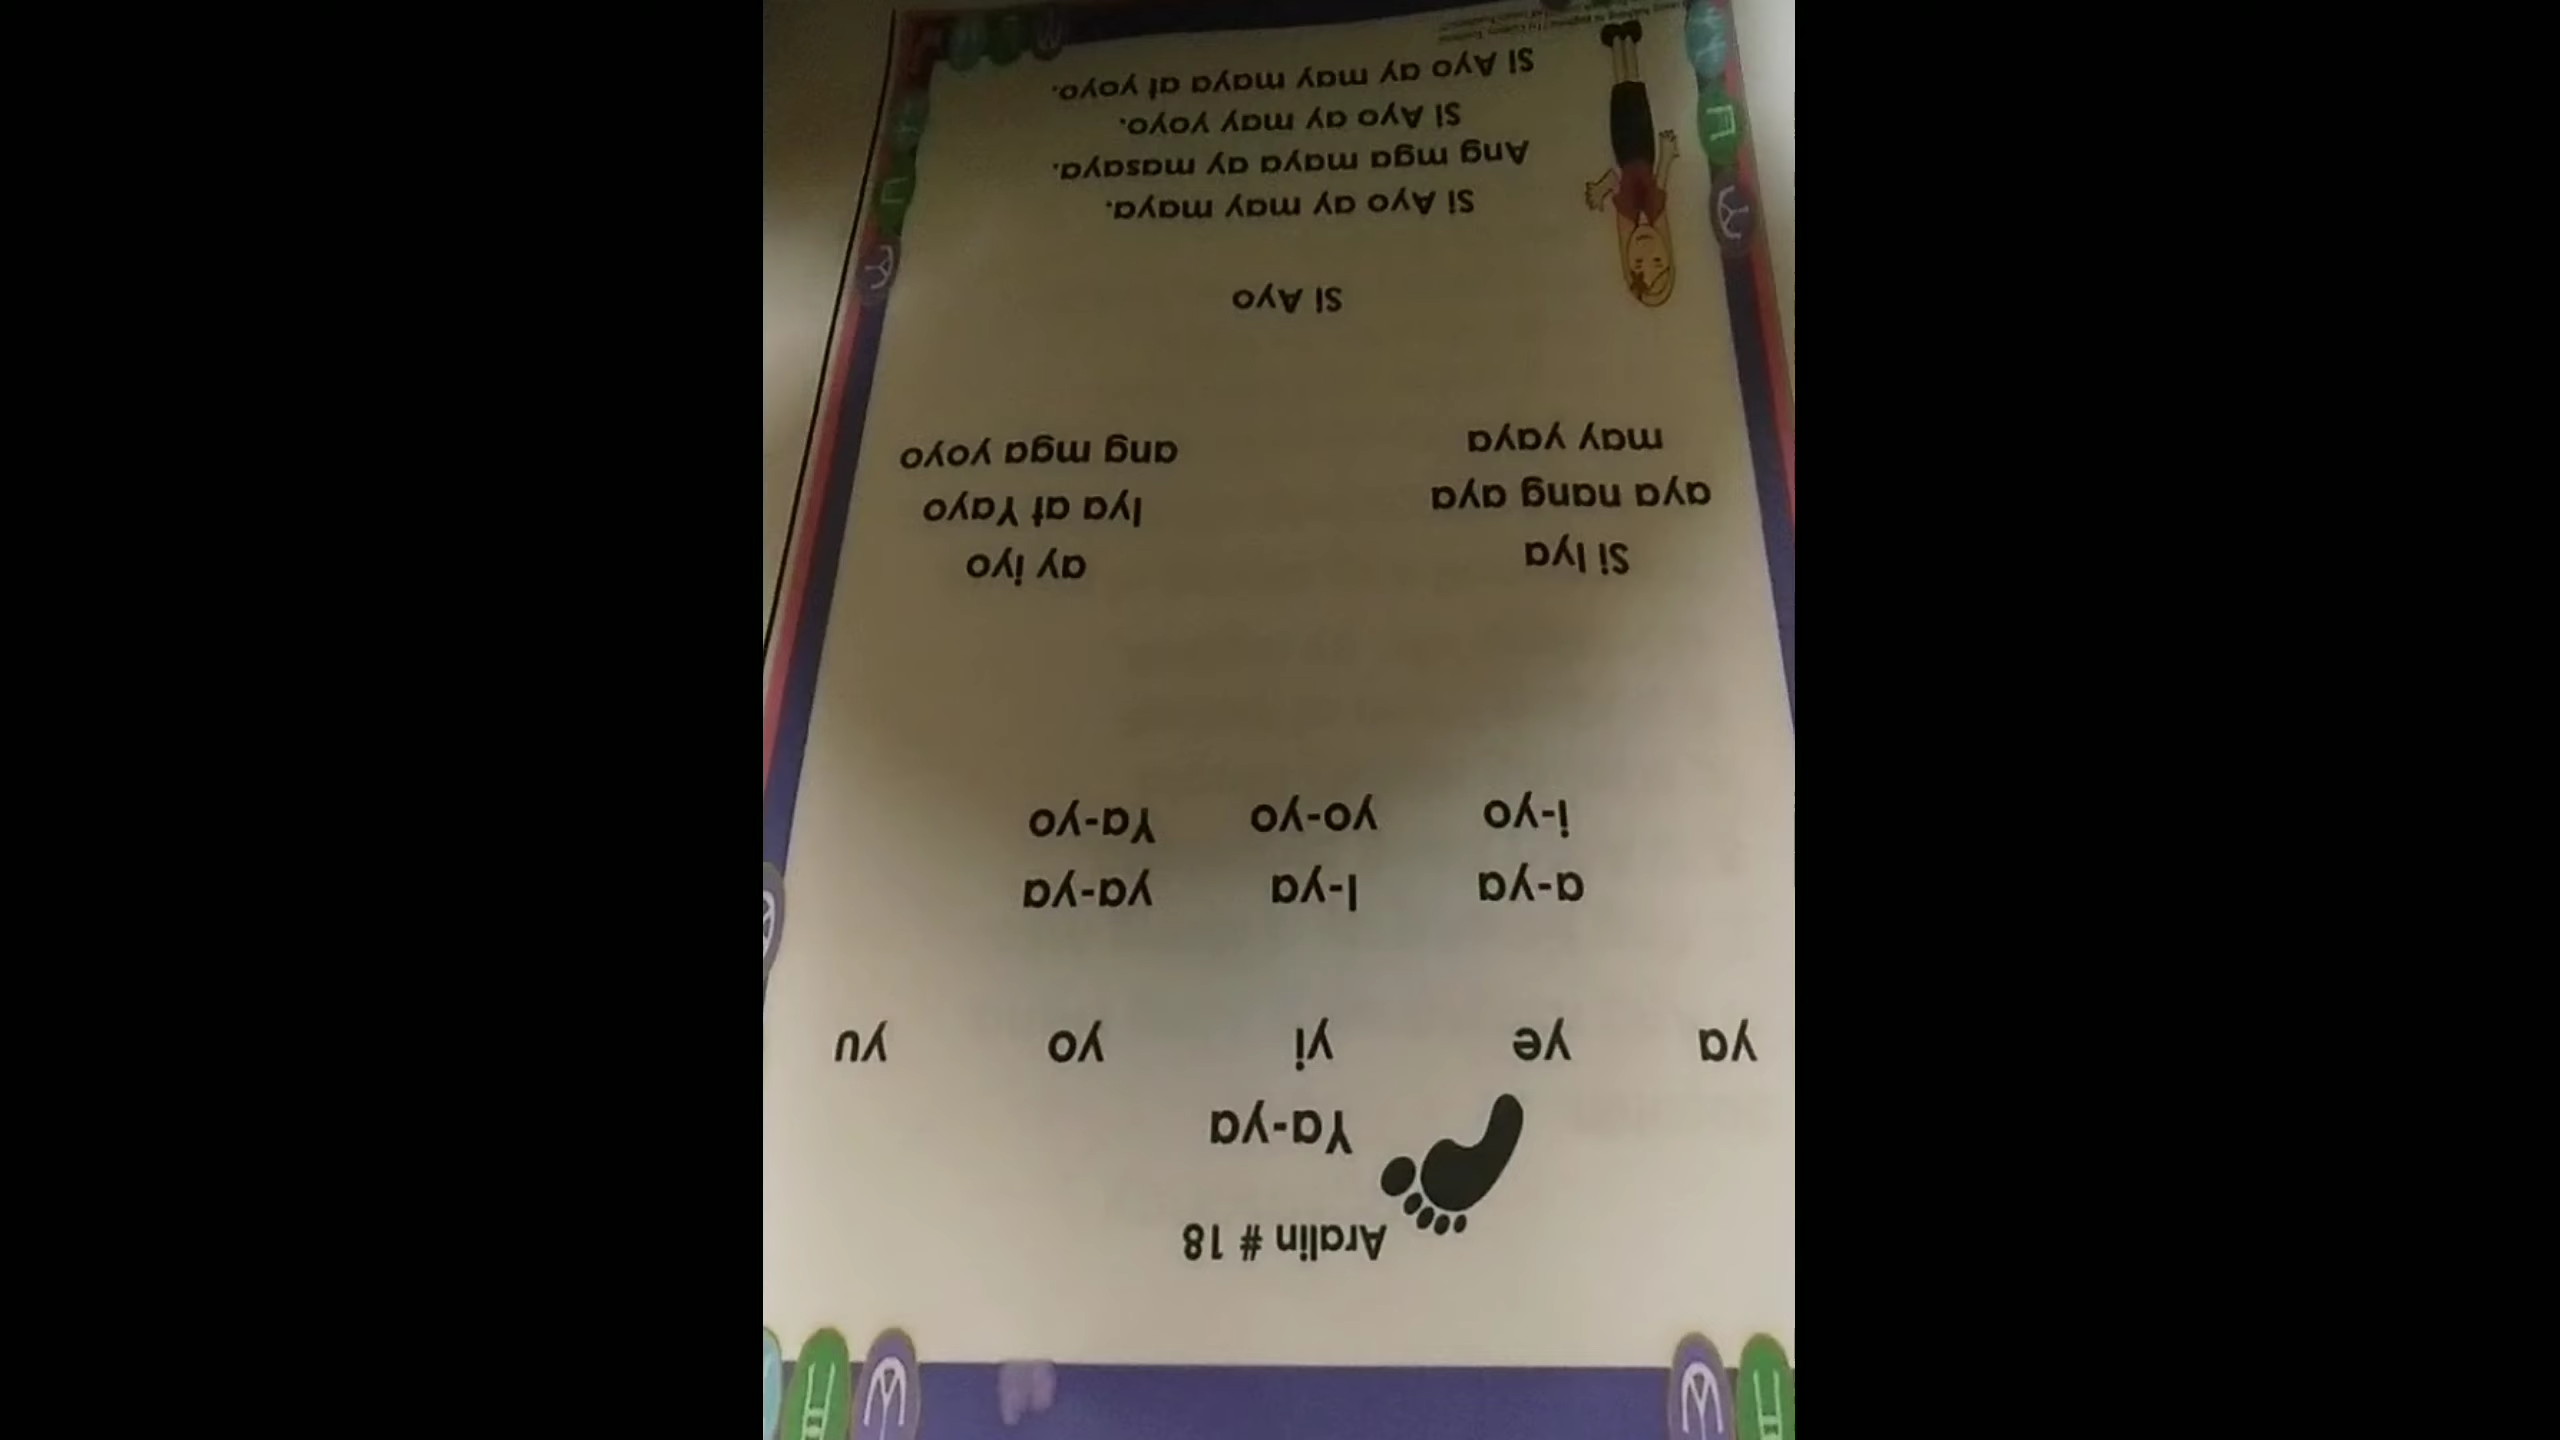 Aralin # 18
Ya-ya
ya ye yi yo yu
a-ya I-ya ya-ya
i-yo yo-yo Ya-yo
Si Iya ay iyo
aya nang aya Iya at Yayo
may yaya ang mga yoyo
Si Ayo
Si Ayo ay may maya.
Ang mga maya ay masaya.
Si Ayo ay may yoyo.
Si Ayo ay may maya at yoyo.